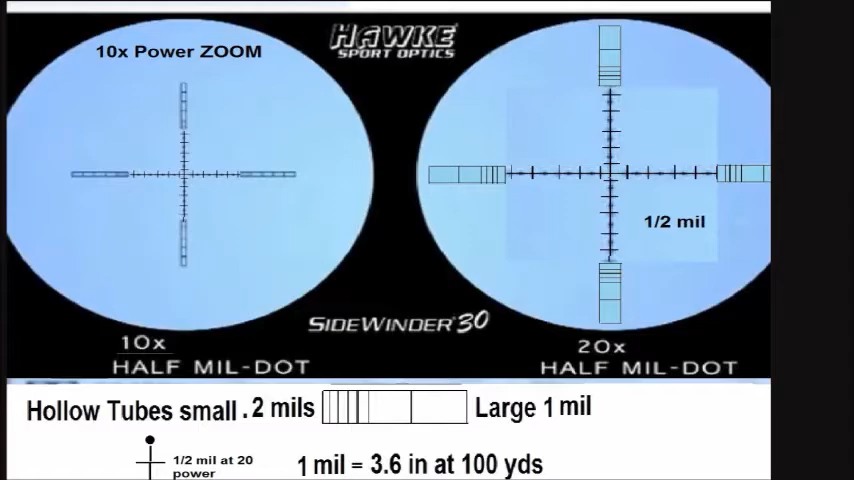 10x Power ZOOM
HAWKE
SPORT OPTICS
1/2 mil
SIDEWINDER 30
10x
HALF MIL-DOT
20x
HALF MIL-DOT
Hollow Tubes small .2 mils
Large 1 mil
1/2 mil at 20
power
1 mil = 3.6 in at 100 yds